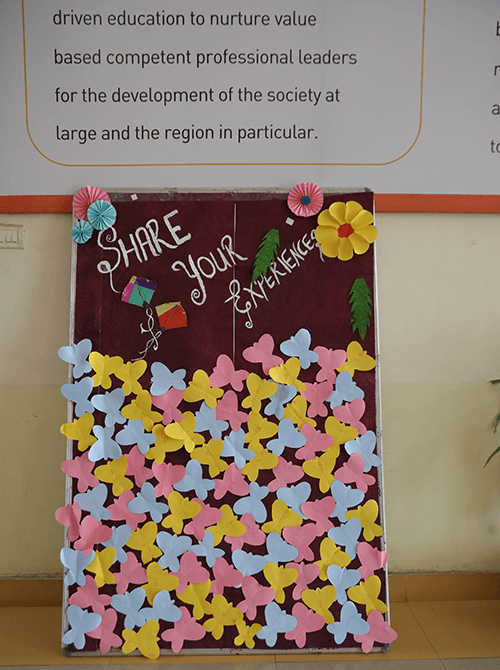 driven education to nurture value
based competent professional leaders
for the development of the society at
large and the region in particular.
SHARE
YOUR
EXPERIENCES